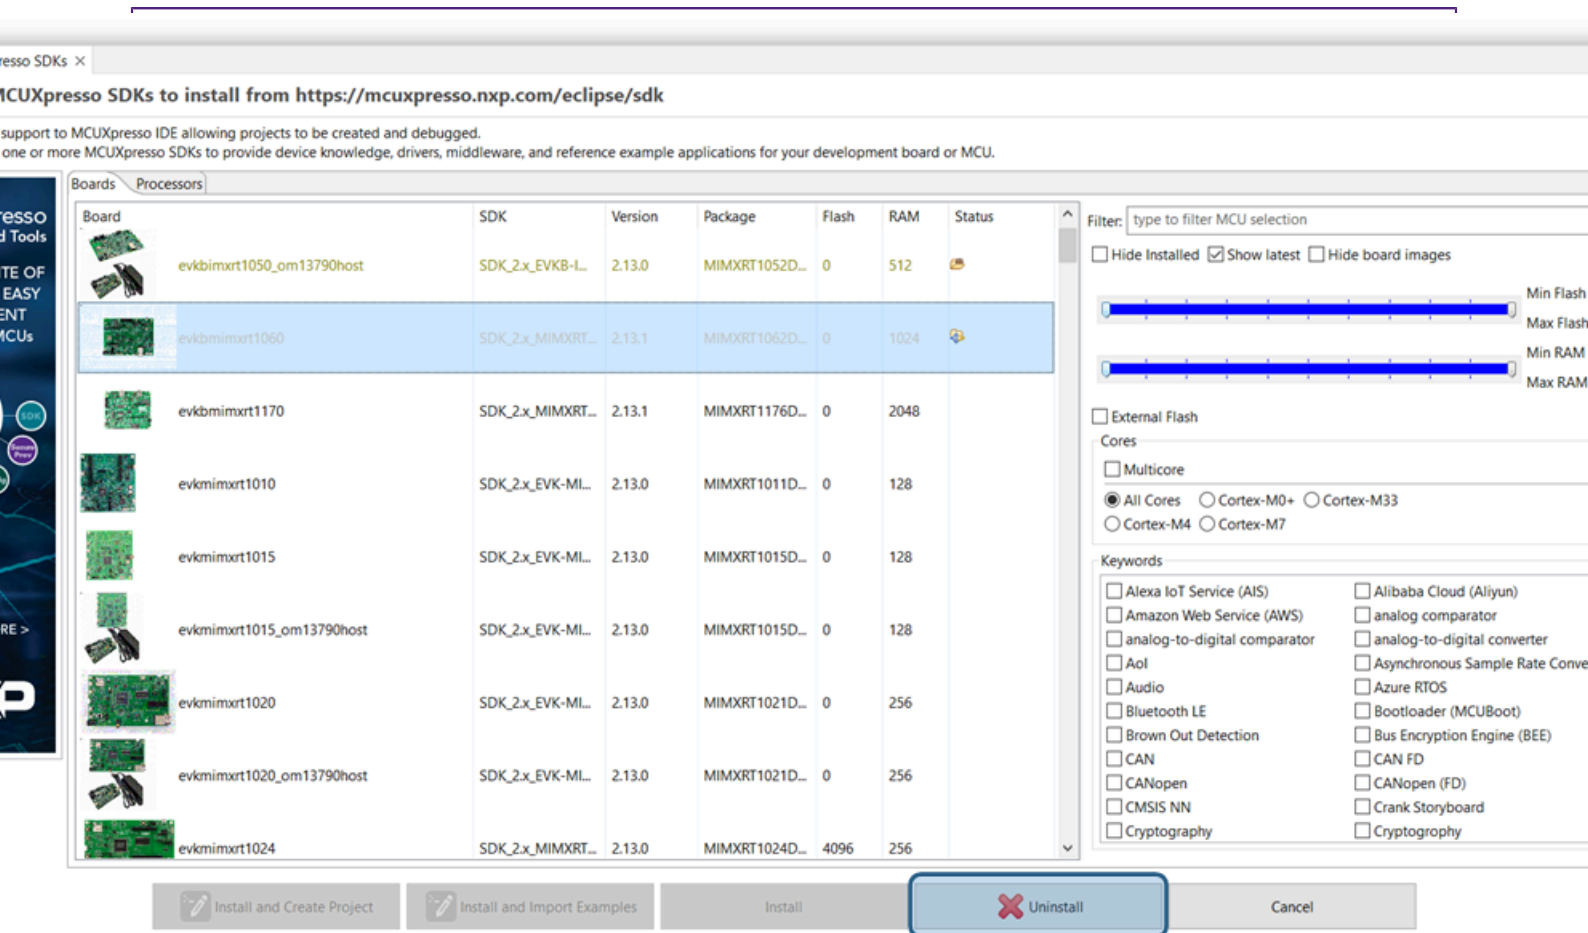 resso SDKs
MCUXpresso SDKs to install from https://mcuxpresso.nxp.com/eclipse/sdk
support to MCUXpresso IDE allowing projects to be created and debugged.
one or more MCUXpresso SDKs to provide device knowledge, drivers, middleware, and reference example applications for your development board or MCU.
resso
d Tools
ITE OF
EASY
ENT
MCUs
SDK
RE >
Boards Processors
Board SDK Version Package Flash RAM Status
evkbimxrt1050_om13790host SDK_2.x_EVKB-I... 2.13.0 MIMXRT1052D... 0 512
evkbmimxrt1060 SDK_2.x_MIMXRT... 2.13.1 MIMXRT1062D... 0 1024
evkbmimxrt1170 SDK_2.x_MIMXRT... 2.13.1 MIMXRT1176D... 0 2048
evkmimxrt1010 SDK_2.x_EVK-MI... 2.13.0 MIMXRT1011D... 0 128
evkmimxrt1015 SDK_2.x_EVK-MI... 2.13.0 MIMXRT1015D... 0 128
evkmimxrt1015_om13790host SDK_2.x_EVK-MI... 2.13.0 MIMXRT1015D... 0 128
evkmimxrt1020 SDK_2.x_EVK-MI... 2.13.0 MIMXRT1021D... 0 256
evkmimxrt1020_om13790host SDK_2.x_EVK-MI... 2.13.0 MIMXRT1021D... 0 256
evkmimxrt1024 SDK_2.x_MIMXRT... 2.13.0 MIMXRT1024D... 4096 256
Filter: type to filter MCU selection
Hide Installed Show latest Hide board images
Min Flash
Max Flash
Min RAM
Max RAM
External Flash
Cores
Multicore
All Cores Cortex-M0+ Cortex-M33
Cortex-M4 Cortex-M7
Keywords
Alexa IoT Service (AIS) Alibaba Cloud (Aliyun)
Amazon Web Service (AWS) analog comparator
analog-to-digital comparator analog-to-digital converter
AoI Asynchronous Sample Rate Conve
Audio Azure RTOS
Bluetooth LE Bootloader (MCUBoot)
Brown Out Detection Bus Encryption Engine (BEE)
CAN CAN FD
CANopen CANopen (FD)
CMSIS NN Crank Storyboard
Cryptography Cryptogrophy
Install and Create Project Install and Import Examples Install Uninstall Cancel